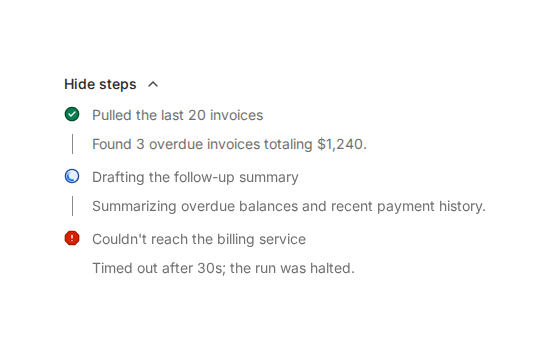 Hide steps
Pulled the last 20 invoices
Found 3 overdue invoices totaling $1,240.
Drafting the follow-up summary
Summarizing overdue balances and recent payment history.
Couldn't reach the billing service
Timed out after 30s; the run was halted.